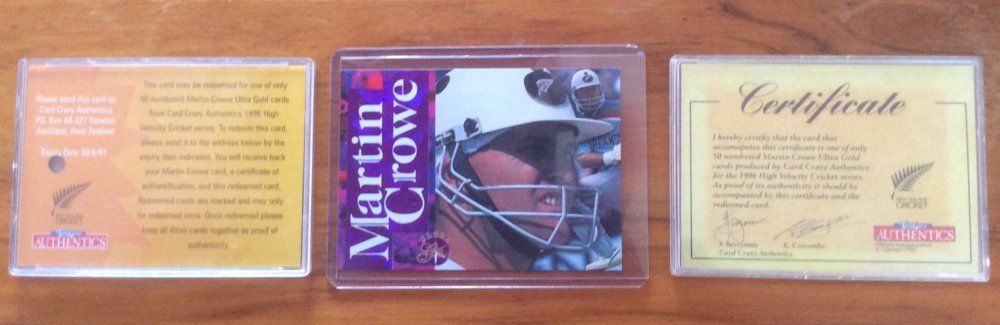 Please send this card to:
Card Crazy Authentics
P.O. Box 68-227 Newton
Auckland, New Zealand
Expiry Date 30/6/97
NEW ZEALAND
CRICKET
AUTHENTICS
This card may be redeemed for one of only
50 numbered Martin Crowe Ultra Gold cards
from Card Crazy Authentics 1996 High
Velocity Cricket series. To redeem this card,
please send it to the address below by the
expiry date indicated. You will receive back
your Martin Crowe card, a certificate of
authentification, and this redeemed card.
Redeemed cards are marked and may only
be redeemed once. Once redeemed please
keep all three cards together as proof of
authenticity.
Martin
Crowe
Certificate
I hereby certify that the card that
accomapnies this certificate is one of only
50 numbered Martin Crowe Ultra Gold
cards produced by Card Crazy Authentics
for the 1996 High Velocity Cricket series.
As proof of its authenticity it should be
accompanied by this certificate and the
redeemed card.
J. Berryman K. Crocombe
Card Crazy Authentics
NEW ZEALAND
CRICKET
AUTHENTICS